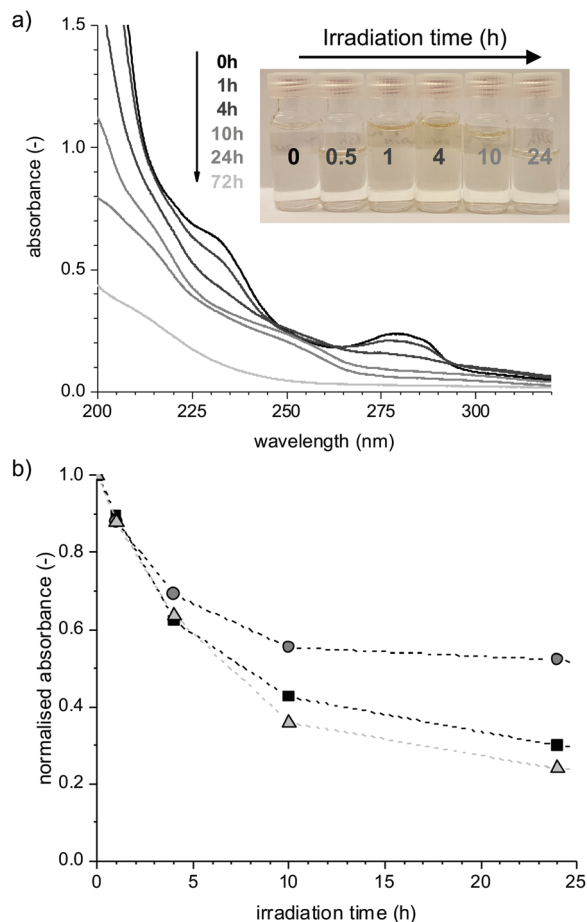 a)
Irradiation time (h)
0h
1h
4h
10h
24h
72h
0 0.5 1 4 10 24
absorbance (-)
1.5
1.0
0.5
0.0
200 225 250 275 300
wavelength (nm)
b)
normalised absorbance (-)
1.0
0.8
0.6
0.4
0.2
0.0
0 5 10 15 20 25
irradiation time (h)